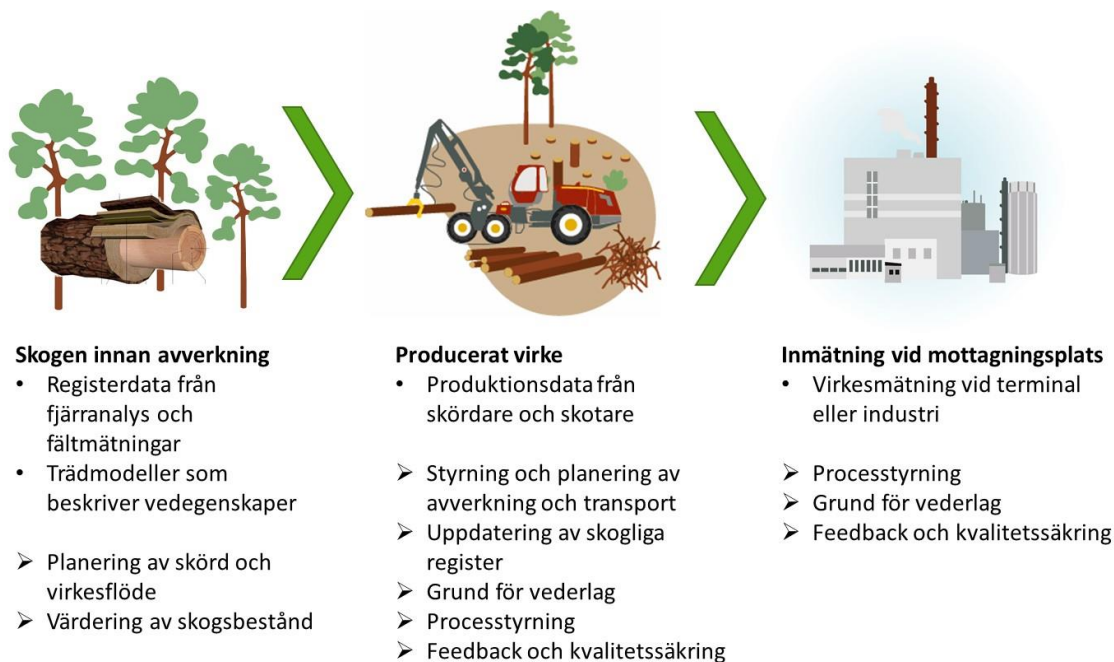 Skogen innan avverkning
• Registerdata från
fjärranalys och
fältmätningar
• Trädmodeller som
beskriver vedegenskaper
➢ Planering av skörd och
virkesflöde
➢ Värdering av skogsbestånd
Producerat virke
• Produktionsdata från
skördare och skotare
➢ Styrning och planering av
avverkning och transport
➢ Uppdatering av skogliga
register
➢ Grund för vederlag
➢ Processtyrning
➢ Feedback och kvalitetssäkring
Inmätning vid mottagningsplats
• Virkesmätning vid terminal
eller industri
➢ Processtyrning
➢ Grund för vederlag
➢ Feedback och kvalitetssäkring